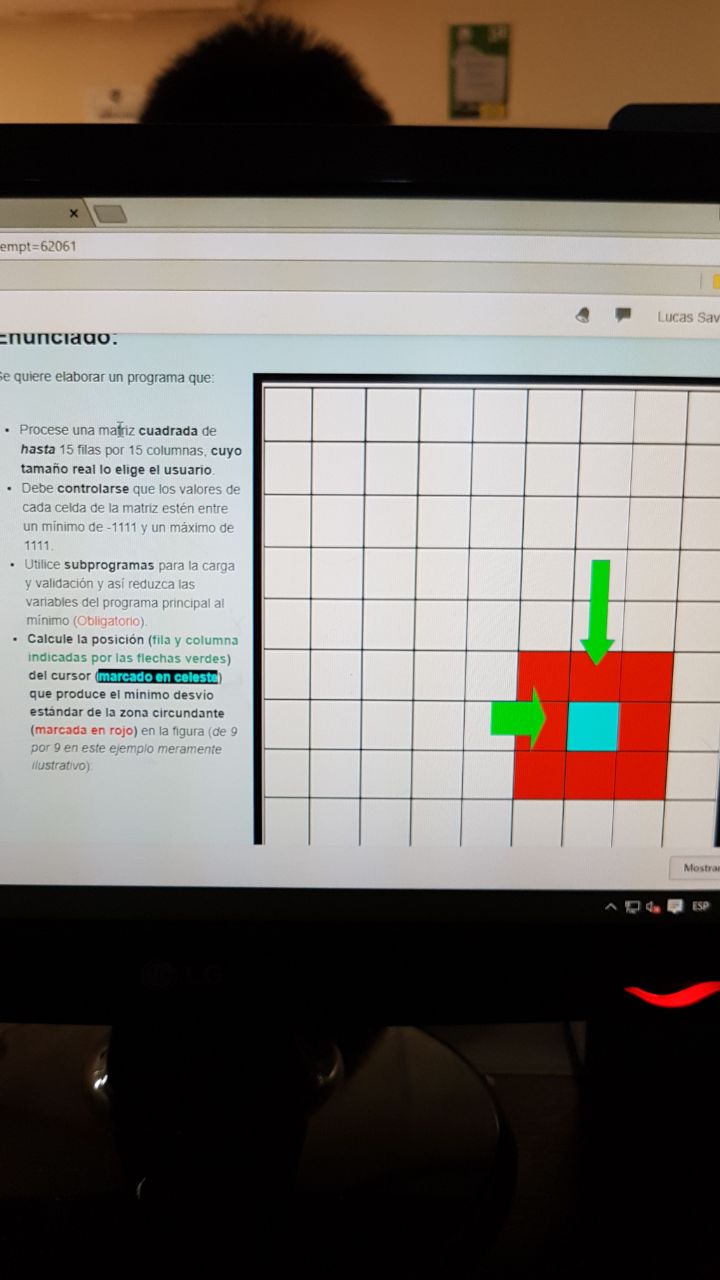 empt=62061
Lucas Sav
Enunciado:
Se quiere elaborar un programa que:
• Procese una matriz cuadrada de
hasta 15 filas por 15 columnas, cuyo
tamaño real lo elige el usuario.
• Debe controlarse que los valores de
cada celda de la matriz estén entre
un mínimo de -1111 y un máximo de
1111.
• Utilice subprogramas para la carga
y validación y así reduzca las
variables del programa principal al
mínimo (Obligatorio).
• Calcule la posición (fila y columna
indicadas por las flechas verdes)
del cursor (marcado en celeste)
que produce el mínimo desvío
estándar de la zona circundante
(marcada en rojo) en la figura (de 9
por 9 en este ejemplo meramente
ilustrativo).
Mostrar
ESP
LG